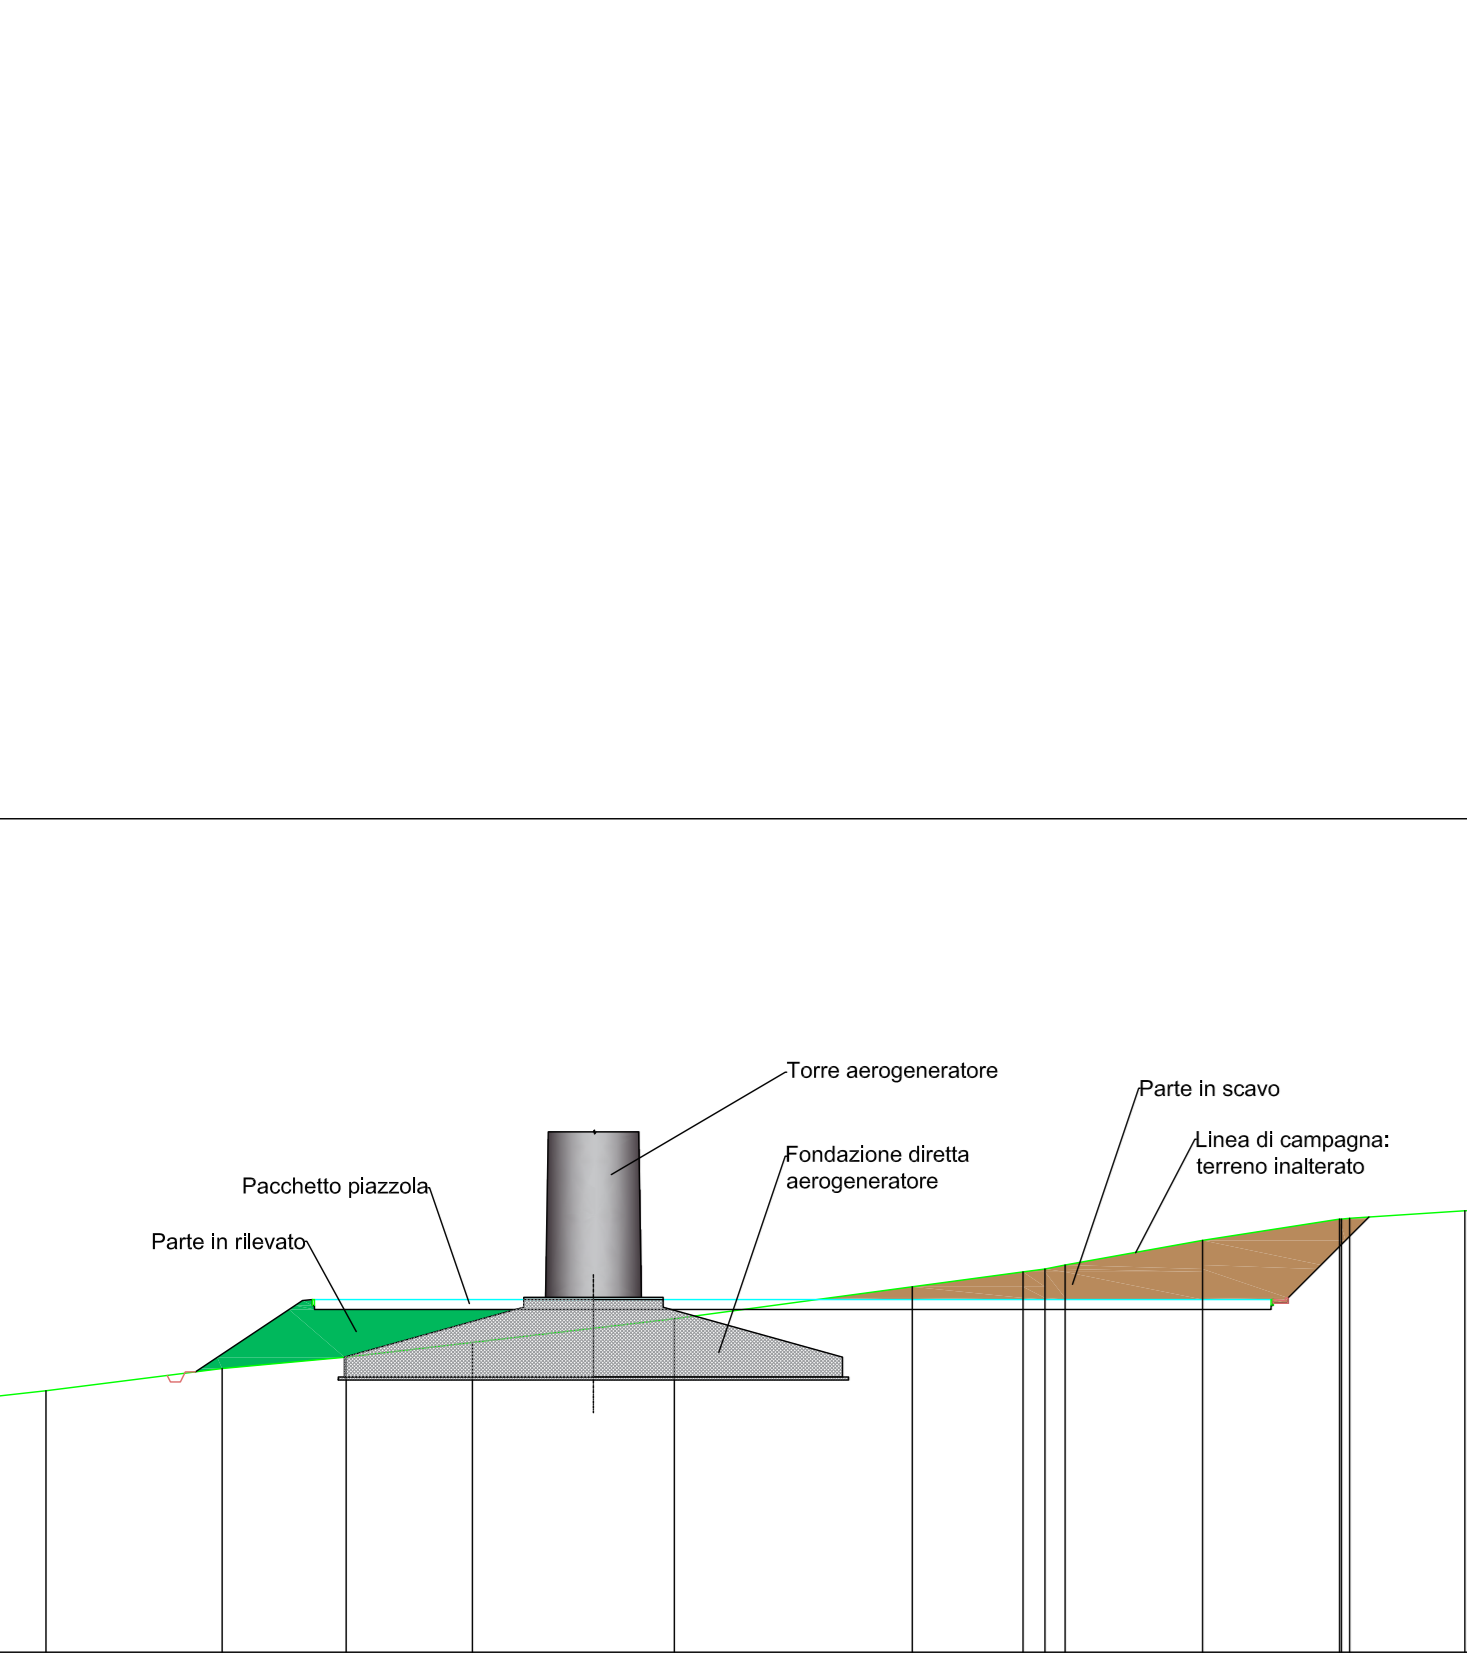 Torre aerogeneratore
Parte in scavo
Linea di campagna:
terreno inalterato
Fondazione diretta
aerogeneratore
Pacchetto piazzola
Parte in rilevato